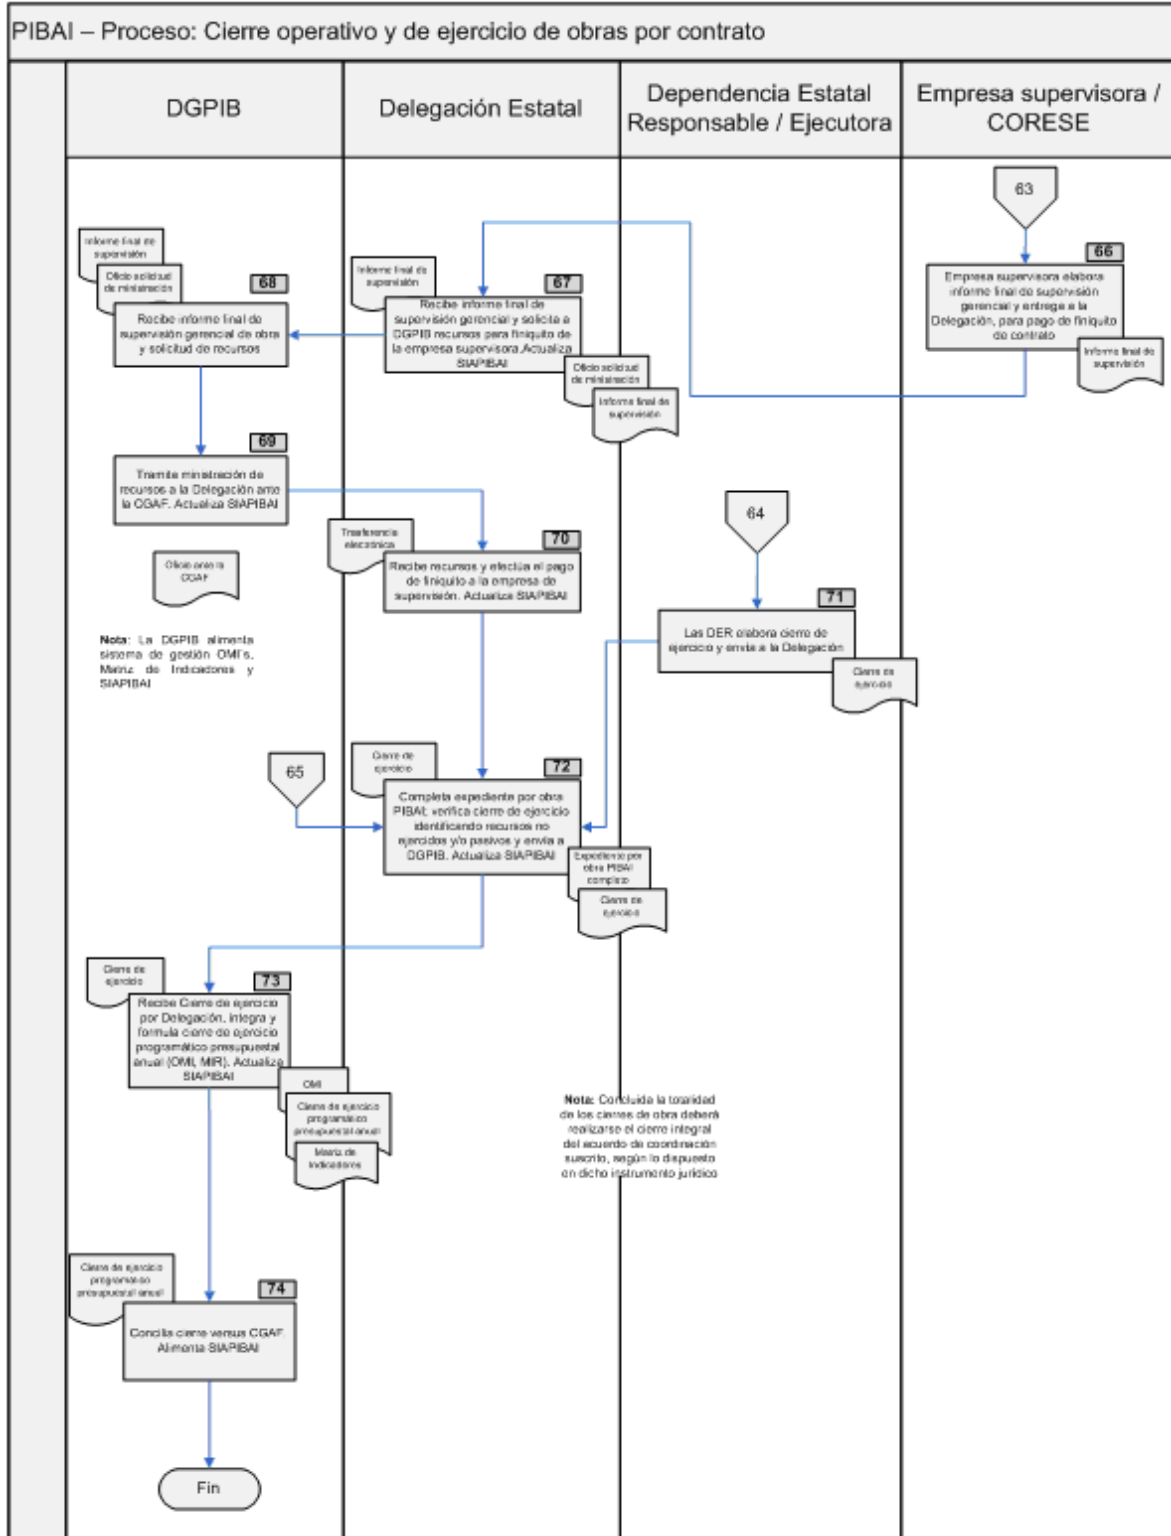 PIBAI – Proceso: Cierre operativo y de ejercicio de obras por contrato
DGPIB
Delegación Estatal
Dependencia Estatal
Responsable / Ejecutora
Empresa supervisora /
CORESE
63
66
Empresa supervisora elabora
informe final de supervisión
gerencial y entrega a la
Delegación, para pago de finiquito
de contrato
Informe final de
supervisión
Informe final de
supervisión
67
Recibe informe final de
supervisión gerencial y solicita a
DGPIB recursos para finiquito de
la empresa supervisora.Actualiza
SIAPIBAI
Oficio solicitud
de ministración
Informe final de
supervisión
Informe final de
supervisión
Oficio solicitud
de ministración
68
Recibe informe final de
supervisión gerencial de obra
y solicitud de recursos
69
Tramite ministración de
recursos a la Delegación ante
la CGAF. Actualiza SIAPIBAI
Oficio ante la
CGAF
Nota: La DGPIB alimenta
sistema de gestión OMI's,
Matriz de Indicadores y
SIAPIBAI
Trasferencia
electrónica
70
Recibe recursos y efectúa el pago
de finiquito a la empresa de
supervisión. Actualiza SIAPIBAI
64
71
Las DER elabora cierre de
ejercicio y envía a la Delegación
Cierre de
ejercicio
65
Cierre de
ejercicio
72
Completa expediente por obra
PIBAI; verifica cierre de ejercicio
identificando recursos no
ejercidos y/o pasivos y envía a
DGPIB. Actualiza SIAPIBAI
Expediente por
obra PIBAI
completo
Cierre de
ejercicio
Cierre de
ejercicio
73
Recibe Cierre de ejercicio
por Delegación, integra y
formula cierre de ejercicio
programático presupuestal
anual (OMI, MIR). Actualiza
SIAPIBAI
OMI
Cierre de ejercicio
programático
presupuestal anual
Matriz de
Indicadores
Nota: Concluida la totalidad
de los cierres de obra deberá
realizarse el cierre integral
del acuerdo de coordinación
suscrito, según lo dispuesto
en dicho instrumento jurídico
Cierre de ejercicio
programático
presupuestal anual
74
Concilia cierre versus CGAF.
Alimenta SIAPIBAI
Fin